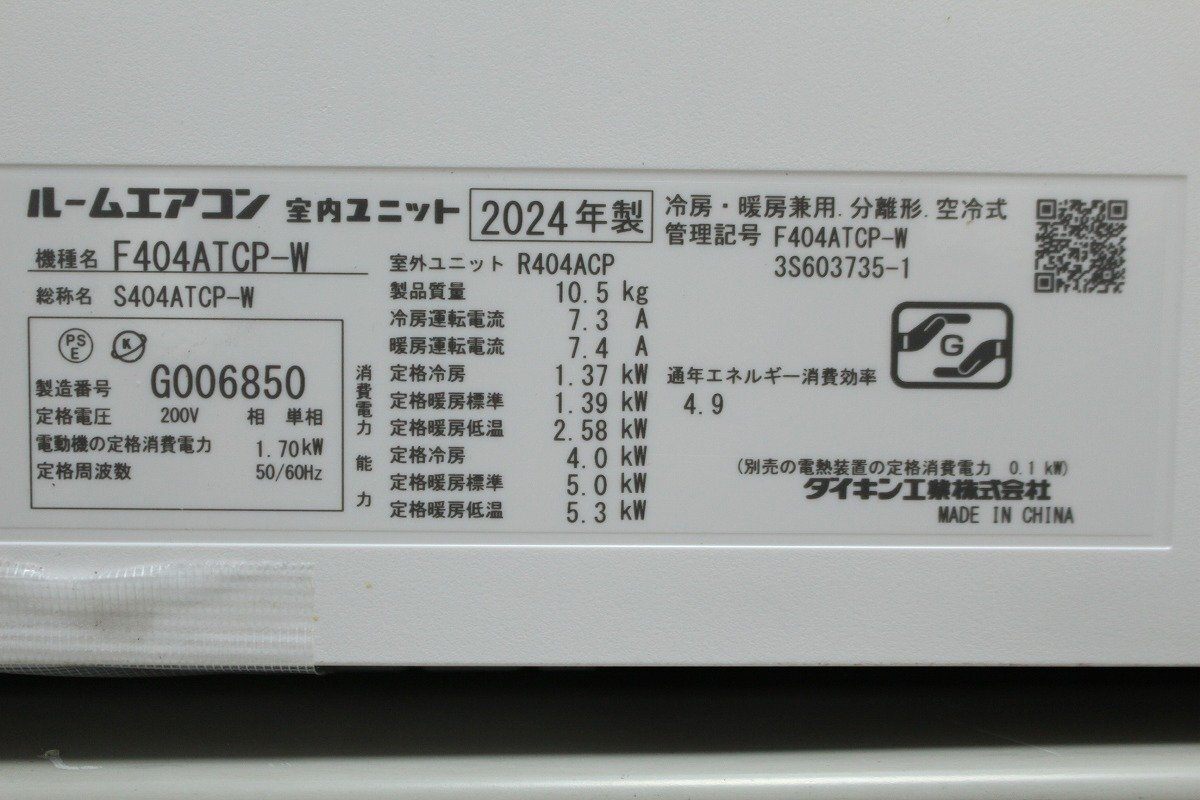 ルームエアコン 室内ユニット 2024年製
機種名 F404ATCP-W
総称名 S404ATCP-W
PS E
K
製造番号 G006850
定格電圧 200V 相 単相
電動機の定格消費電力 1.70kW
定格周波数 50/60Hz
室外ユニット R404ACP
製品質量 10.5 kg
冷房運転電流 7.3 A
暖房運転電流 7.4 A
消費電力
定格冷房 1.37 kW
定格暖房標準 1.39 kW
定格暖房低温 2.58 kW
能力
定格冷房 4.0 kW
定格暖房標準 5.0 kW
定格暖房低温 5.3 kW
冷房・暖房兼用.分離形.空冷式
管理記号 F404ATCP-W
3S603735-1
G
通年エネルギー消費効率
4.9
(別売の電熱装置の定格消費電力 0.1 kW)
ダイキン工業株式会社
MADE IN CHINA